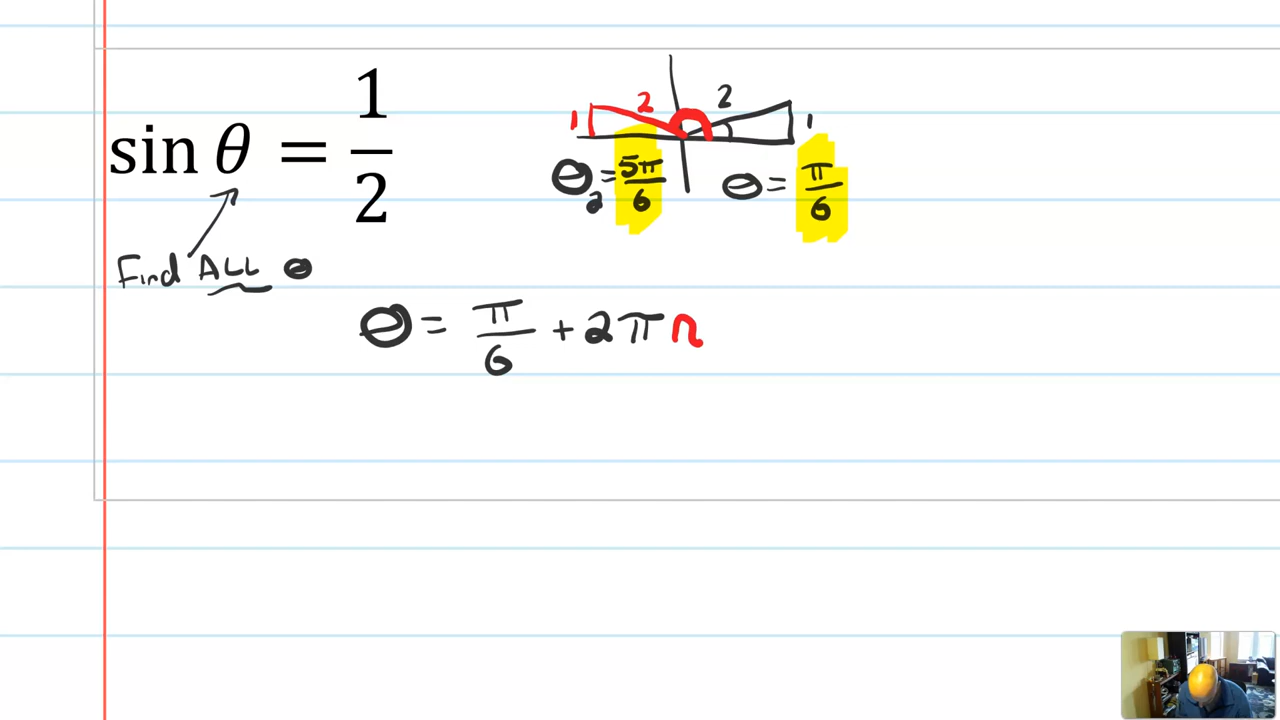 sin θ = 1/2
1 2 2 1
θ₂ = 5π/6 θ = π/6
Find ALL θ
θ = π/6 + 2πn